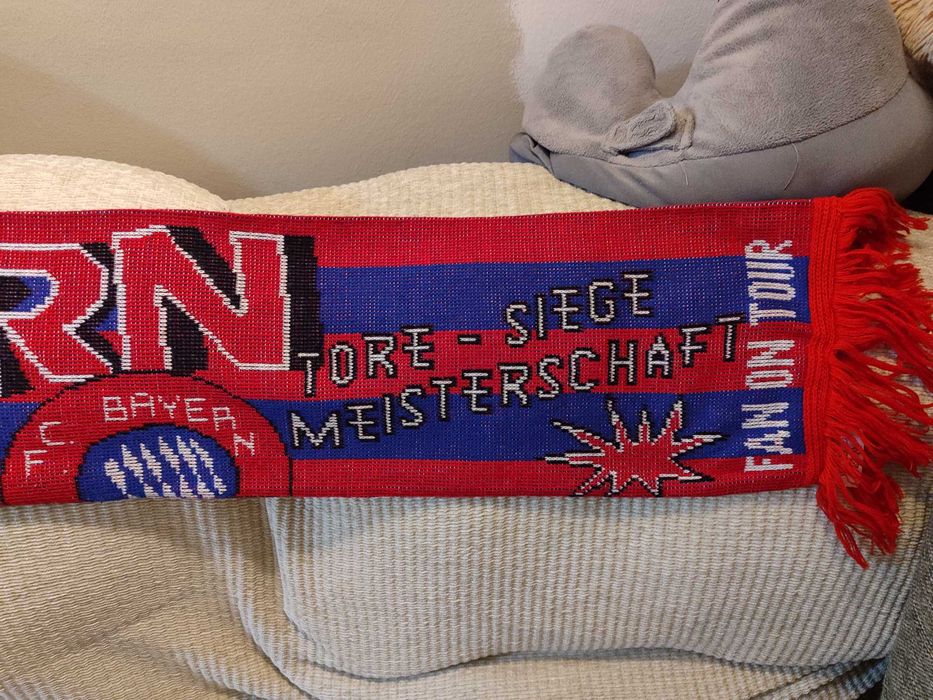 RN
TORE - SIEGE
MEISTERSCHAFT
F. C. BAYERN
FAN ON TOUR